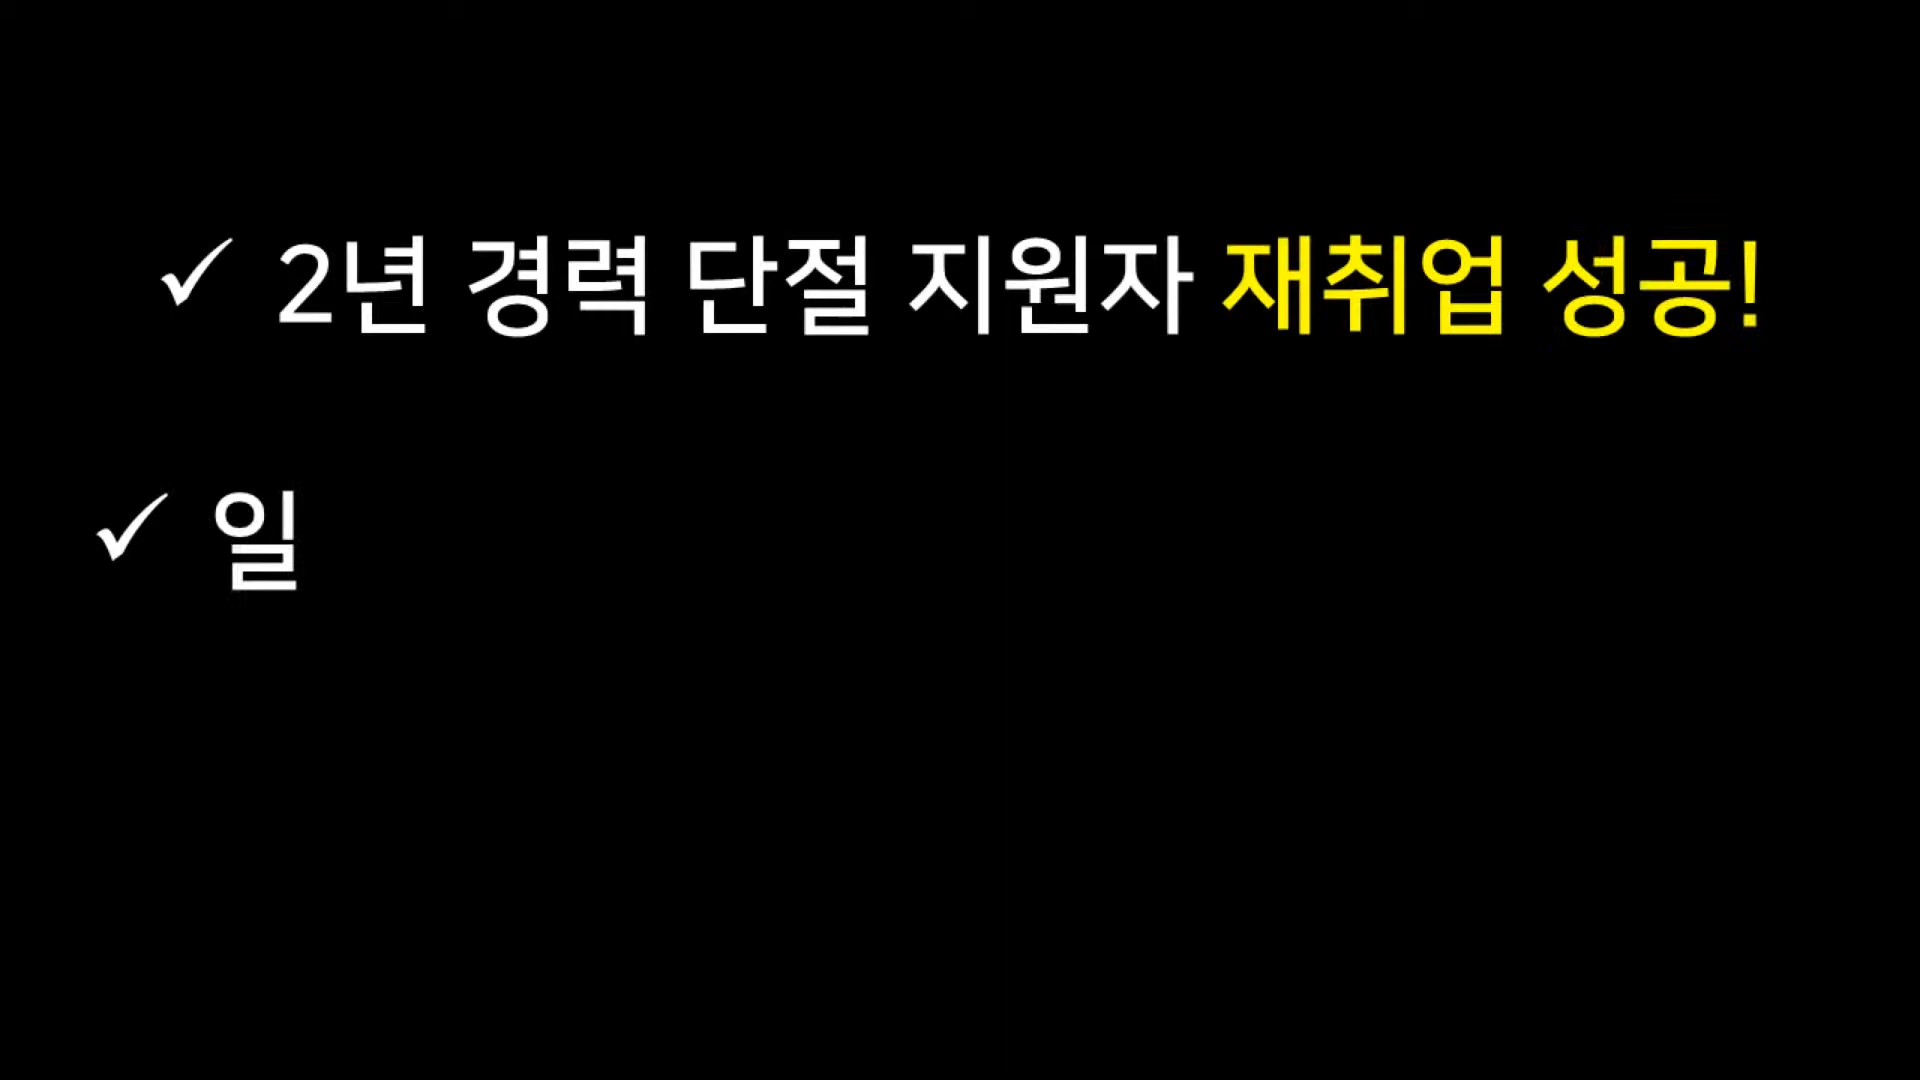 ✓ 2년 경력 단절 지원자 재취업 성공!
✓ 일